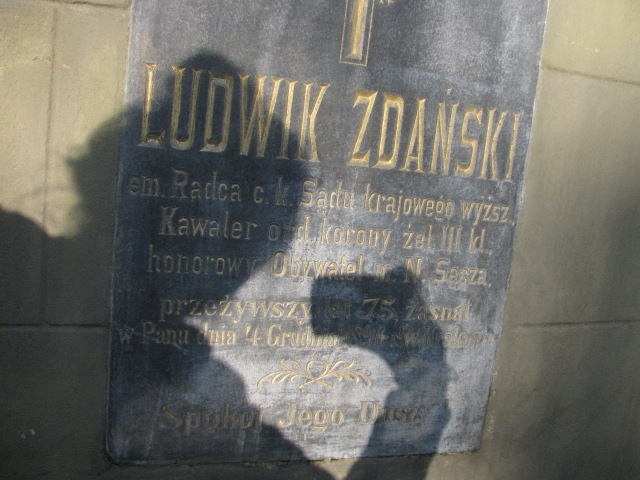 LUDWIK ZDAŃSKI
em. Radca c. k. Sądu krajowego wyższ.
Kawaler ord. korony żel. III kl.
honorowy Obywatel m. N. Sącza,
przeżywszy lat 75, zasnął
w Panu dnia 4 Grudnia
Spokój Jego Duszy